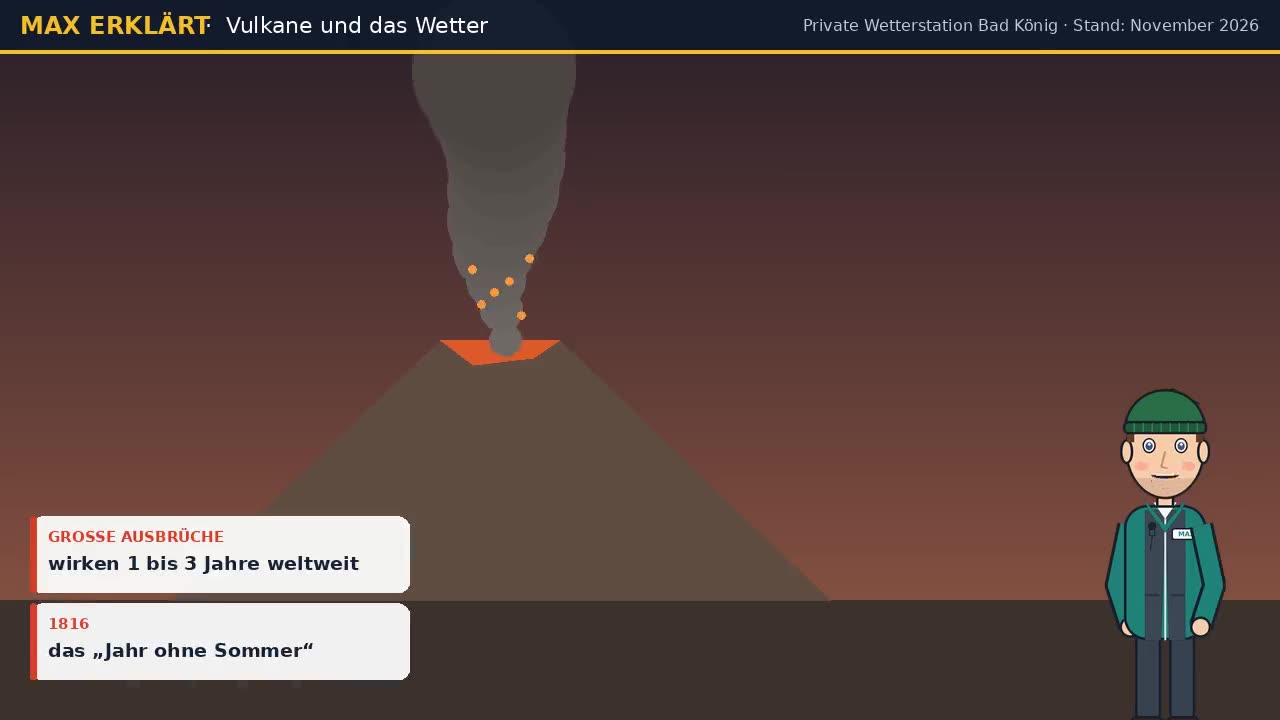 MAX ERKLÄRT · Vulkane und das Wetter
Private Wetterstation Bad König · Stand: November 2026
GROSSE AUSBRÜCHE
wirken 1 bis 3 Jahre weltweit
1816
das „Jahr ohne Sommer“